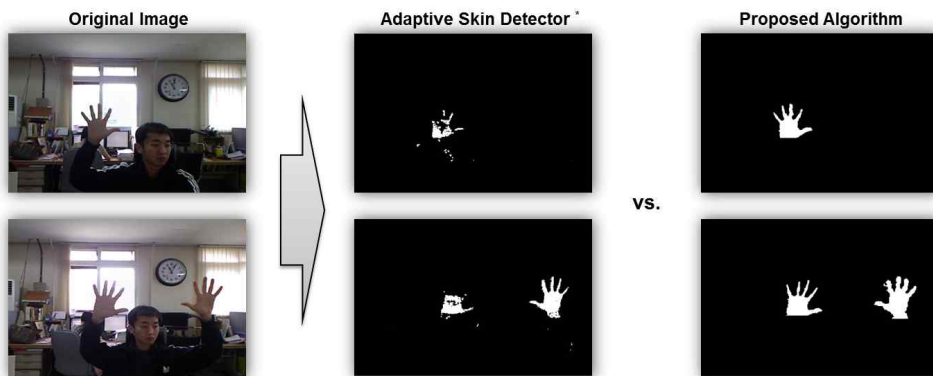 Original Image
Adaptive Skin Detector *
Proposed Algorithm
vs.